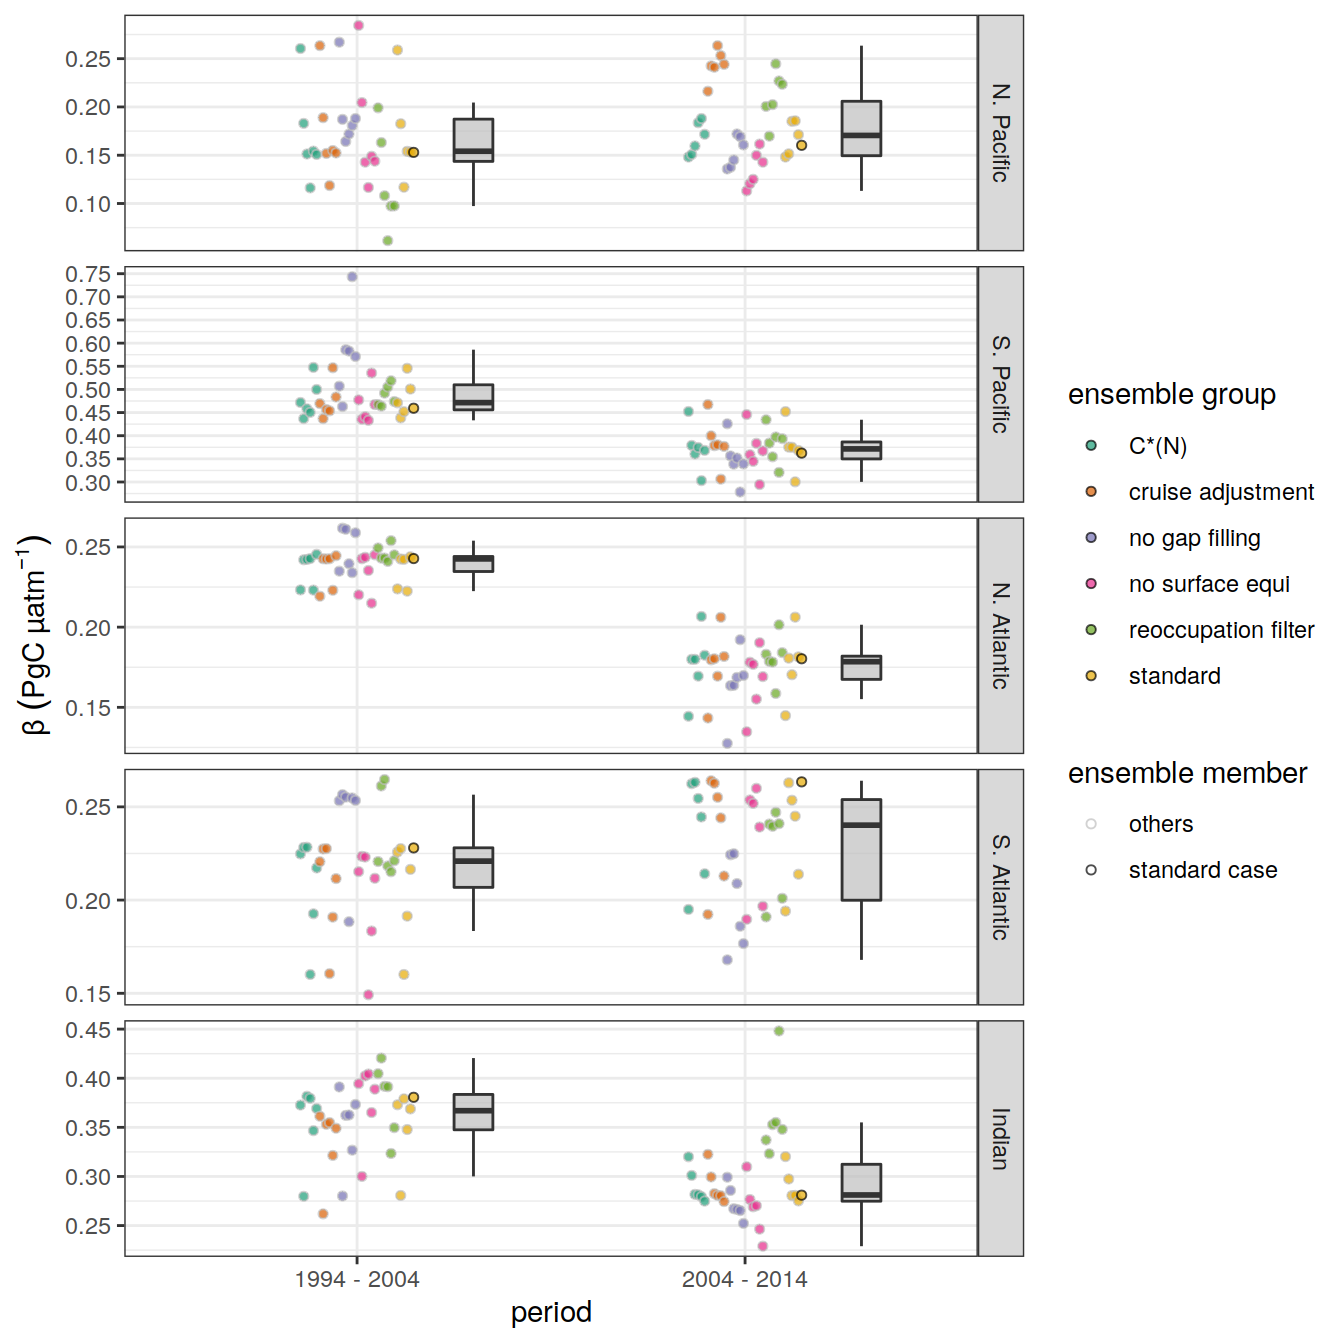 0.25
0.20
0.15
0.10
N. Pacific
0.75
0.70
0.65
0.60
0.55
0.50
0.45
0.40
0.35
0.30
S. Pacific
0.25
0.20
0.15
N. Atlantic
0.25
0.20
0.15
S. Atlantic
0.45
0.40
0.35
0.30
0.25
Indian
β (PgC µatm⁻¹)
1994 - 2004
2004 - 2014
period
ensemble group
C*(N)
cruise adjustment
no gap filling
no surface equi
reoccupation filter
standard
ensemble member
others
standard case